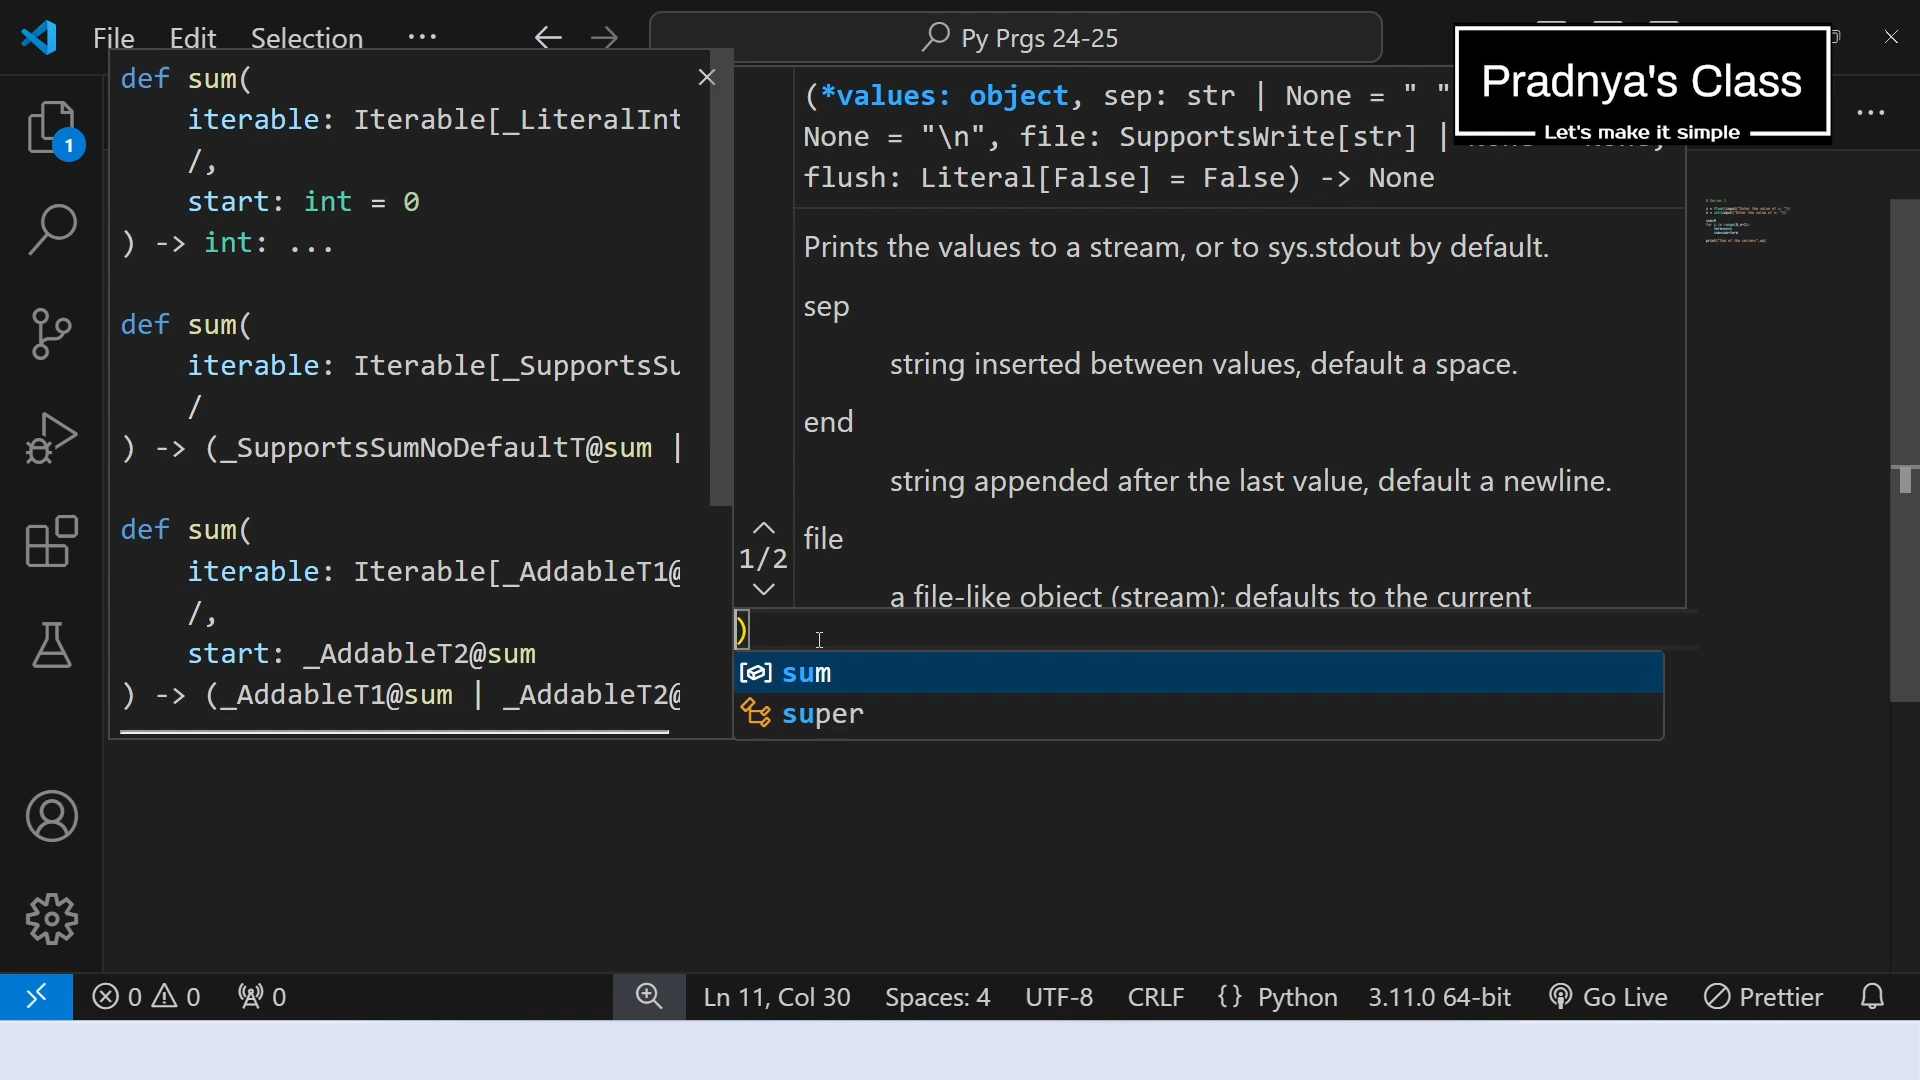 File Edit Selection ...
Py Prgs 24-25
Pradnya's Class
Let's make it simple
1
def sum(
iterable: Iterable[_LiteralInt
/,
start: int = 0
) -> int: ...
def sum(
iterable: Iterable[_SupportsSu
/
) -> (_SupportsSumNoDefaultT@sum |
def sum(
iterable: Iterable[_AddableT1@
/,
start: _AddableT2@sum
) -> (_AddableT1@sum | _AddableT2@
(*values: object, sep: str | None = " "
None = "\n", file: SupportsWrite[str] |
flush: Literal[False] = False) -> None
Prints the values to a stream, or to sys.stdout by default.
sep
string inserted between values, default a space.
end
string appended after the last value, default a newline.
file
a file-like object (stream); defaults to the current
1/2
)
sum
super
0 0 0 Ln 11, Col 30 Spaces: 4 UTF-8 CRLF {} Python 3.11.0 64-bit Go Live Prettier